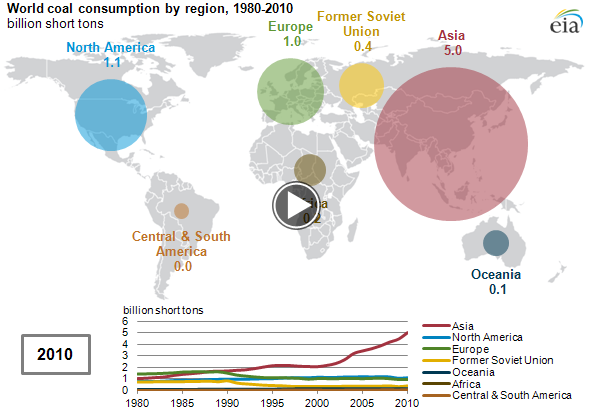 World coal consumption by region, 1980-2010
billion short tons
eia
North America
1.1
Europe
1.0
Former Soviet
Union
0.4
Asia
5.0
0.2
Central & South
America
0.0
Oceania
0.1
2010
billion short tons
6
5
4
3
2
1
0
1980
1985
1990
1995
2000
2005
2010
Asia
North America
Europe
Former Soviet Union
Oceania
Africa
Central & South America